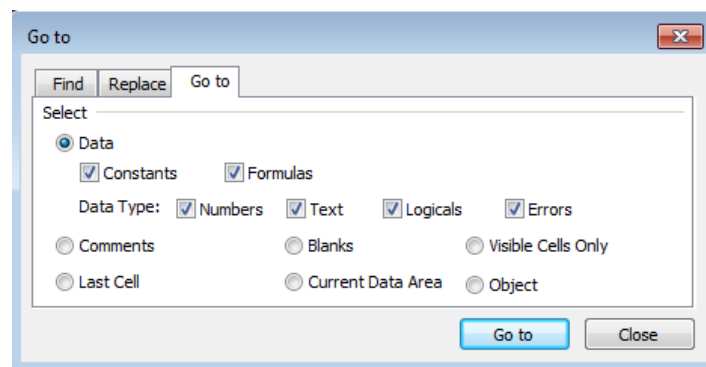 Go to
Find Replace Go to
Select
Data
Constants Formulas
Data Type: Numbers Text Logicals Errors
Comments Blanks Visible Cells Only
Last Cell Current Data Area Object
Go to Close